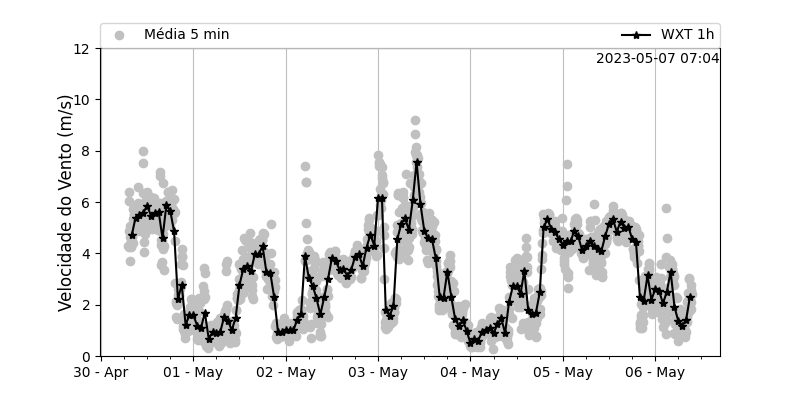 Média 5 min
WXT 1h
2023-05-07 07:04
Velocidade do Vento (m/s)
12
10
8
6
4
2
0
30 - Apr
01 - May
02 - May
03 - May
04 - May
05 - May
06 - May